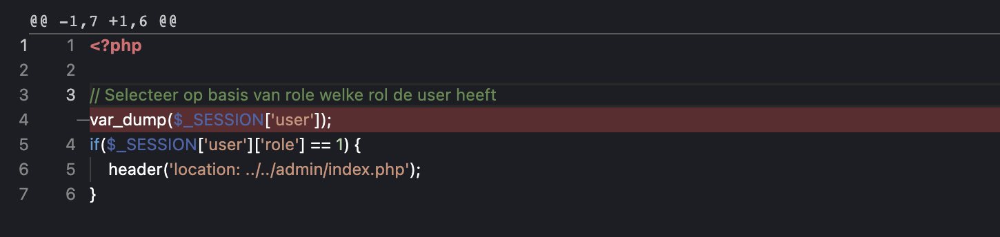 @@ -1,7 +1,6 @@
1 1 <?php
2 2
3 3 // Selecteer op basis van role welke rol de user heeft
4 —var_dump($_SESSION['user']);
5 4 if($_SESSION['user']['role'] == 1) {
6 5 header('location: ../../admin/index.php');
7 6 }